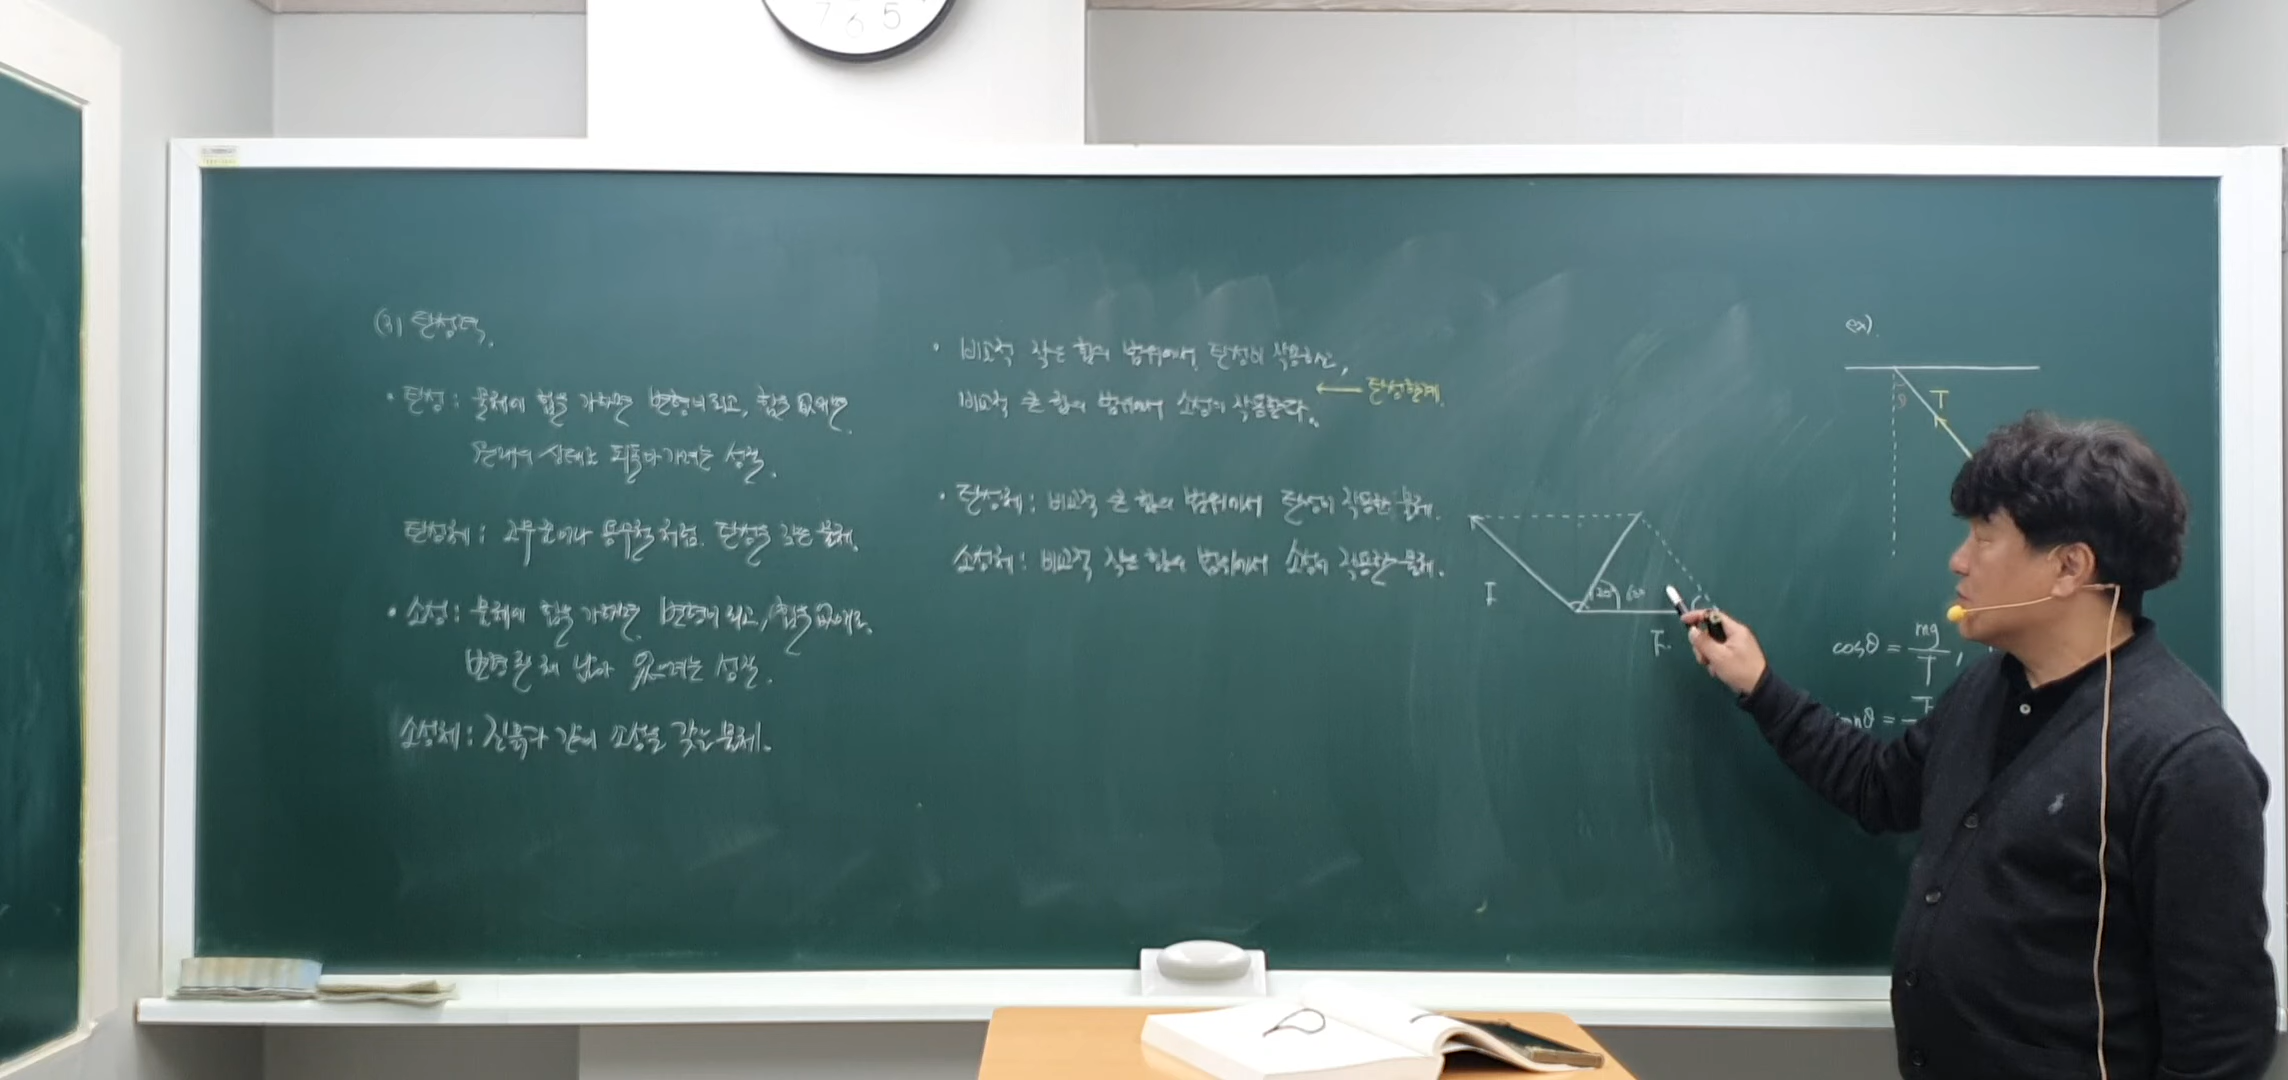 (3) 탄성력.
• 탄성 : 물체에 힘을 가하면 변형이 되고, 힘을 없애면
원래의 상태로 되돌아가려는 성질.
탄성체 : 고무줄이나 용수철처럼 탄성을 갖는 물체.
• 소성 : 물체에 힘을 가하면 변형이 되고, 힘을 없애도
변형된 채 남아 있으려는 성질.
소성체 : 진흙과 같이 소성을 갖는 물체.
• 비교적 작은 힘의 범위에서 탄성이 작용하고,
비교적 큰 힘의 범위에서 소성이 작용한다.
← 탄성한계.
• 탄성체 : 비교적 큰 힘의 범위에서 탄성이 작용한 물체.
소성체 : 비교적 작은 힘의 범위에서 소성이 작용한 물체.
F
120° 60°
F
ex).
θ
T
cosθ = mg/T,
7 6 5